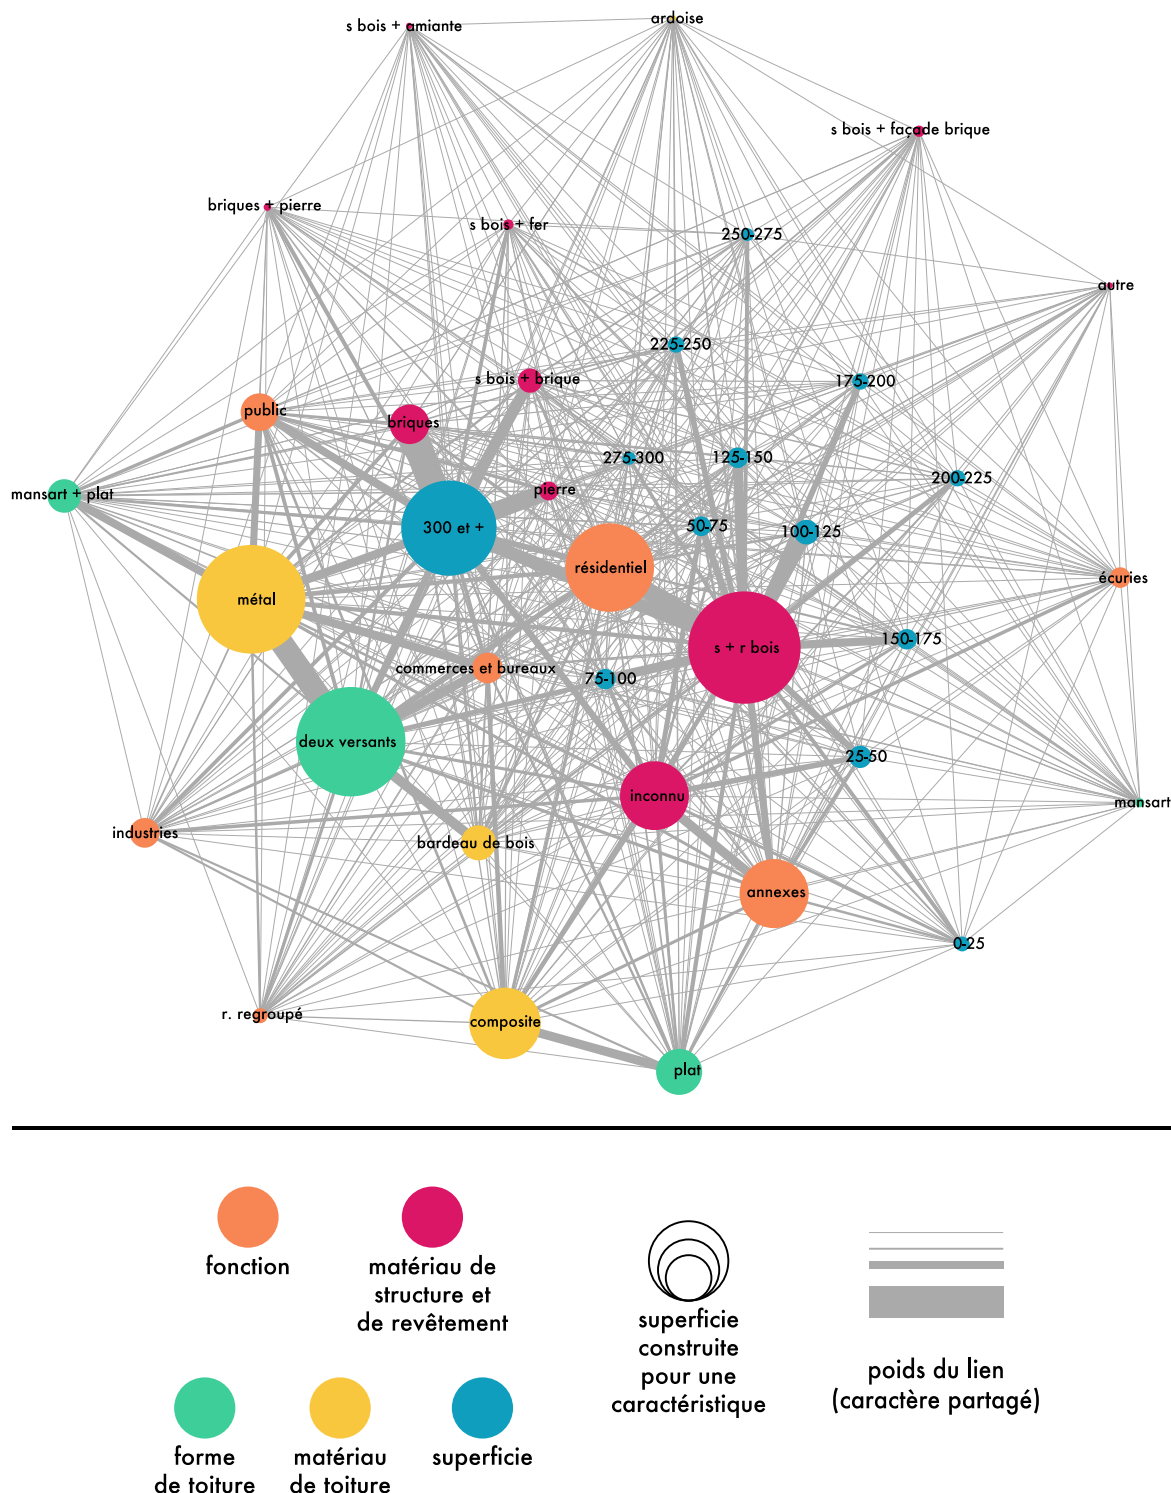 s bois + amiante
ardoise
s bois + façade brique
briques + pierre
s bois + fer
250-275
autre
225-250
s bois + brique
175-200
public
briques
275-300
125-150
200-225
mansart + plat
pierre
300 et +
50-75
100-125
résidentiel
écuries
métal
s + r bois
150-175
commerces et bureaux
75-100
deux versants
25-50
inconnu
mansart
industries
bardeau de bois
annexes
0-25
r. regroupé
composite
plat
fonction
matériau de
structure et
de revêtement
superficie
construite
pour une
caractéristique
poids du lien
(caractère partagé)
forme
de toiture
matériau
de toiture
superficie